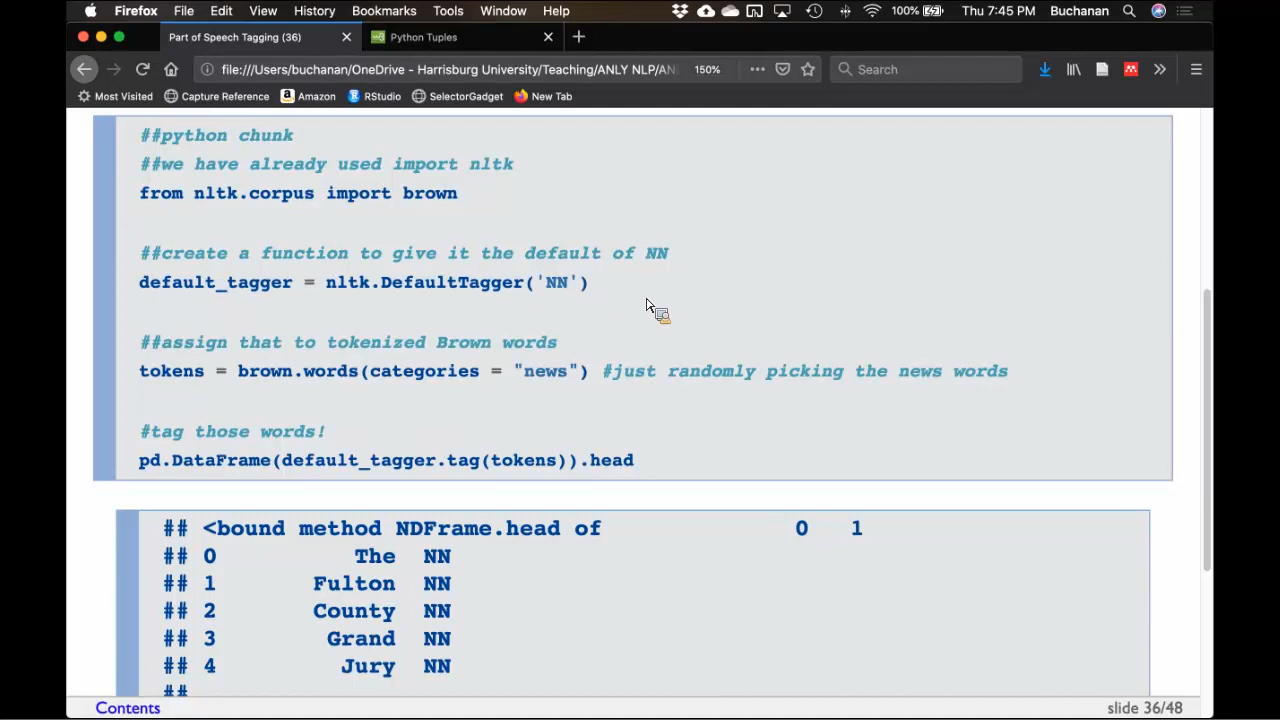 Firefox File Edit View History Bookmarks Tools Window Help 100% Thu 7:45 PM Buchanan
Part of Speech Tagging (36) Python Tuples
file:///Users/buchanan/OneDrive - Harrisburg University/Teaching/ANLY NLP/AN 150% Search
Most Visited Capture Reference Amazon RStudio SelectorGadget New Tab
##python chunk
##we have already used import nltk
from nltk.corpus import brown
##create a function to give it the default of NN
default_tagger = nltk.DefaultTagger('NN')
##assign that to tokenized Brown words
tokens = brown.words(categories = "news") #just randomly picking the news words
#tag those words!
pd.DataFrame(default_tagger.tag(tokens)).head
## <bound method NDFrame.head of 0 1
## 0 The NN
## 1 Fulton NN
## 2 County NN
## 3 Grand NN
## 4 Jury NN
##
Contents slide 36/48